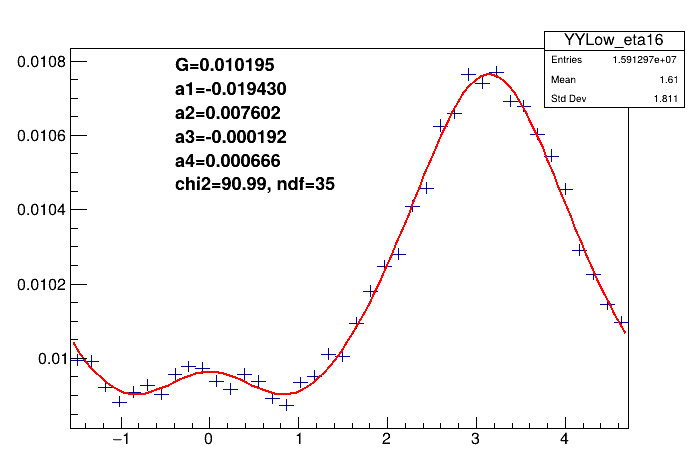 YYLow_eta16
Entries 1.591297e+07
Mean 1.61
Std Dev 1.811
G=0.010195
a1=-0.019430
a2=0.007602
a3=-0.000192
a4=0.000666
chi2=90.99, ndf=35
0.0108
0.0106
0.0104
0.0102
0.01
−1 0 1 2 3 4